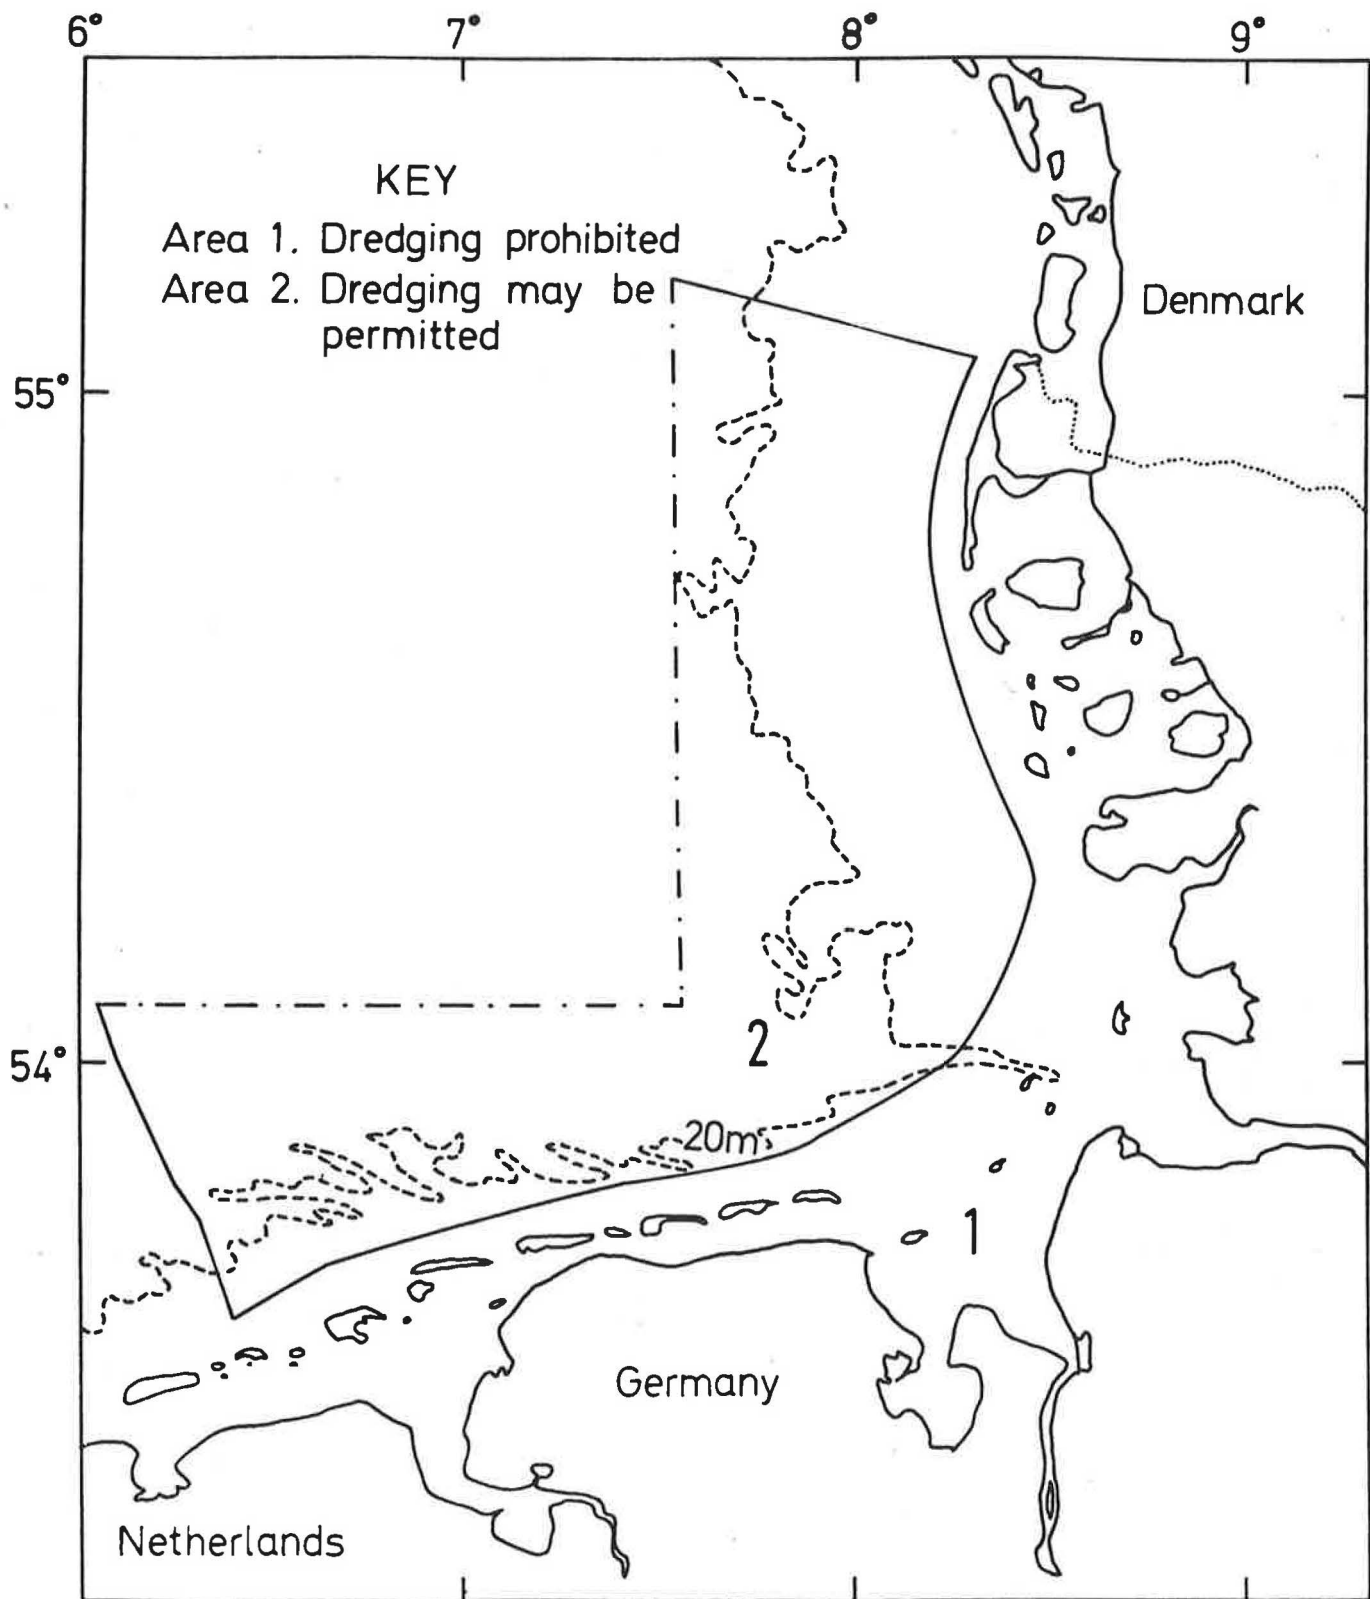 6° 7° 8° 9°
KEY
Area 1. Dredging prohibited
Area 2. Dredging may be
permitted
Denmark
55°
2
54°
20m
1
Germany
Netherlands